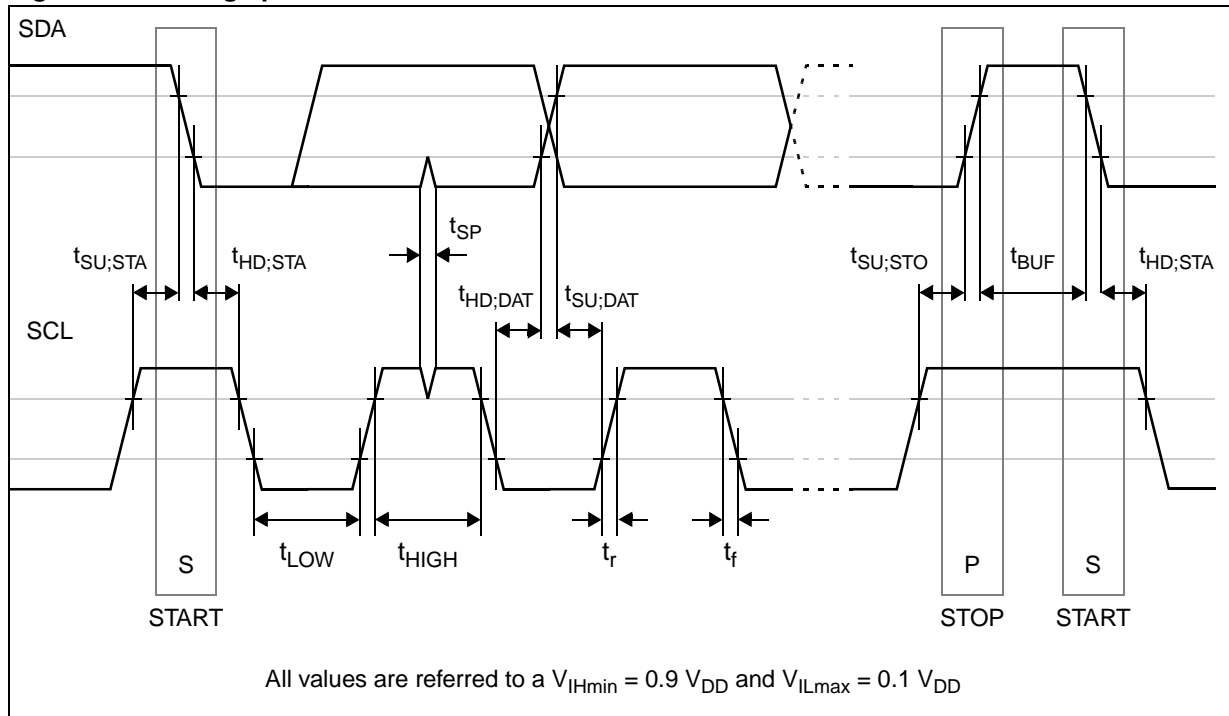 SDA
tSP
tSU;STA
tHD;STA
tSU;STO
tBUF
tHD;STA
tHD;DAT
tSU;DAT
SCL
tLOW
tHIGH
tr
tf
S
P
S
START
STOP
START
All values are referred to a VIHmin = 0.9 VDD and VILmax = 0.1 VDD